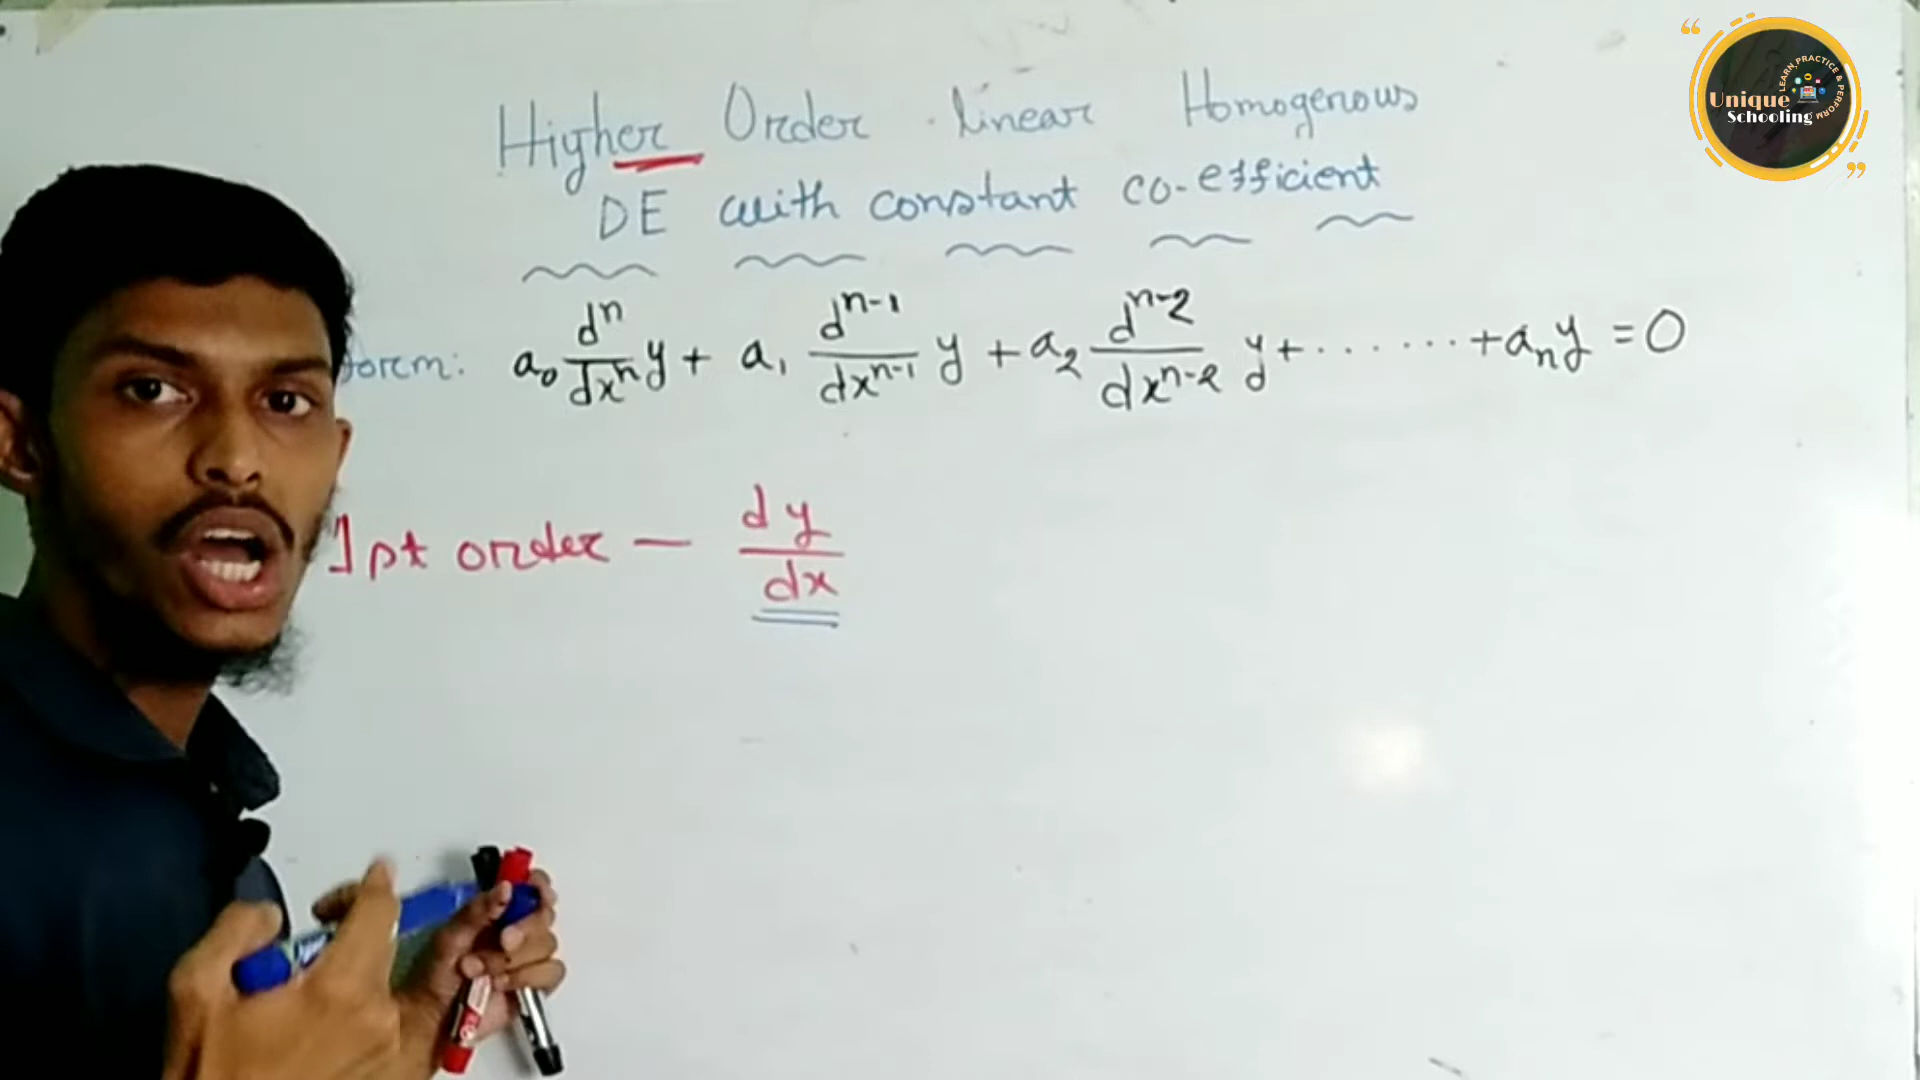 Higher Order linear Homogenous
DE with constant co-efficient
form: a₀ dⁿ/dxⁿ y + a₁ dⁿ⁻¹/dxⁿ⁻¹ y + a₂ dⁿ⁻²/dxⁿ⁻² y + ....... + aₙy = 0
1st order — dy/dx
LEARN, PRACTICE & PERFORM
Unique
Schooling